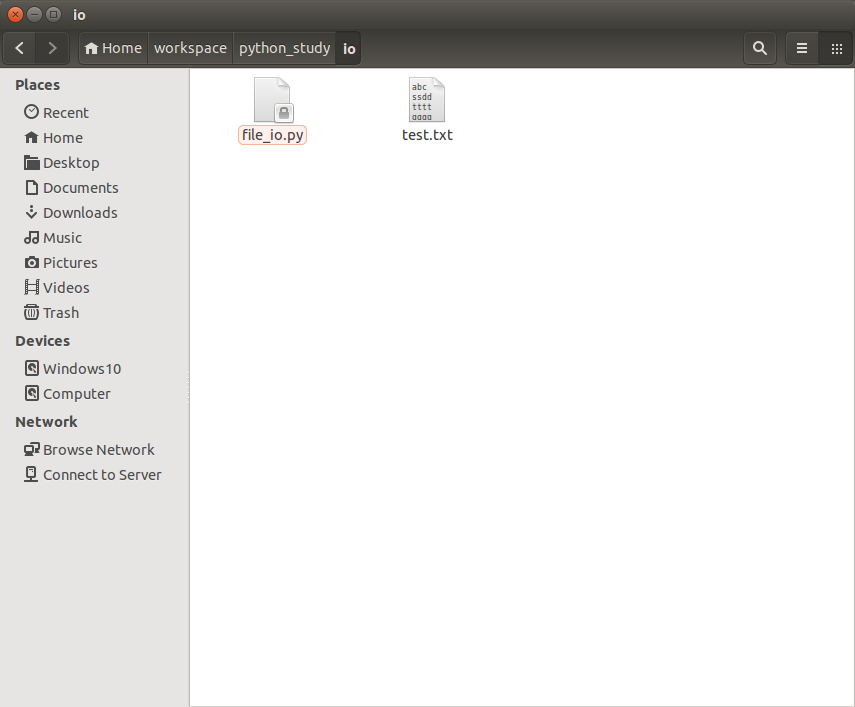 io
Home workspace python_study io
Places
Recent
Home
Desktop
Documents
Downloads
Music
Pictures
Videos
Trash
Devices
Windows10
Computer
Network
Browse Network
Connect to Server
abc
ssdd
tttt
gggg
file_io.py
test.txt